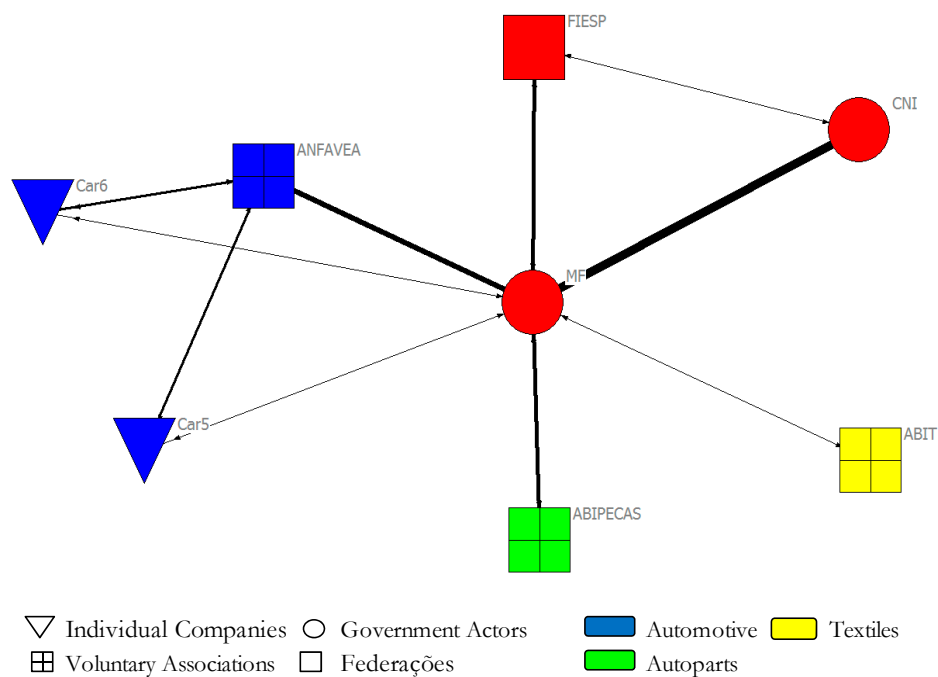 FIESP
CNI
ANFAVEA
Car6
MF
Car5
ABIT
ABIPECAS
Individual Companies Government Actors Automotive Textiles
Voluntary Associations Federações Autoparts